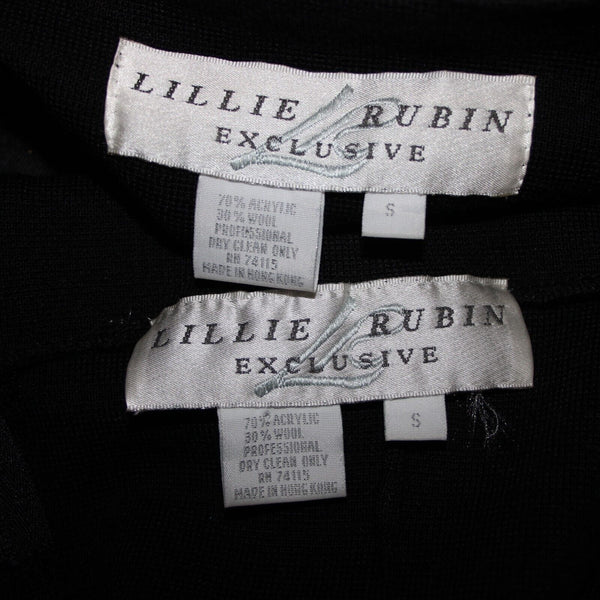 LILLIE RUBIN
EXCLUSIVE
70% ACRYLIC
30% WOOL
PROFESSIONAL
DRY CLEAN ONLY
RN 74115
MADE IN HONG KONG
S
LILLIE RUBIN
EXCLUSIVE
70% ACRYLIC
30% WOOL
PROFESSIONAL
DRY CLEAN ONLY
RN 74115
MADE IN HONG KONG
S